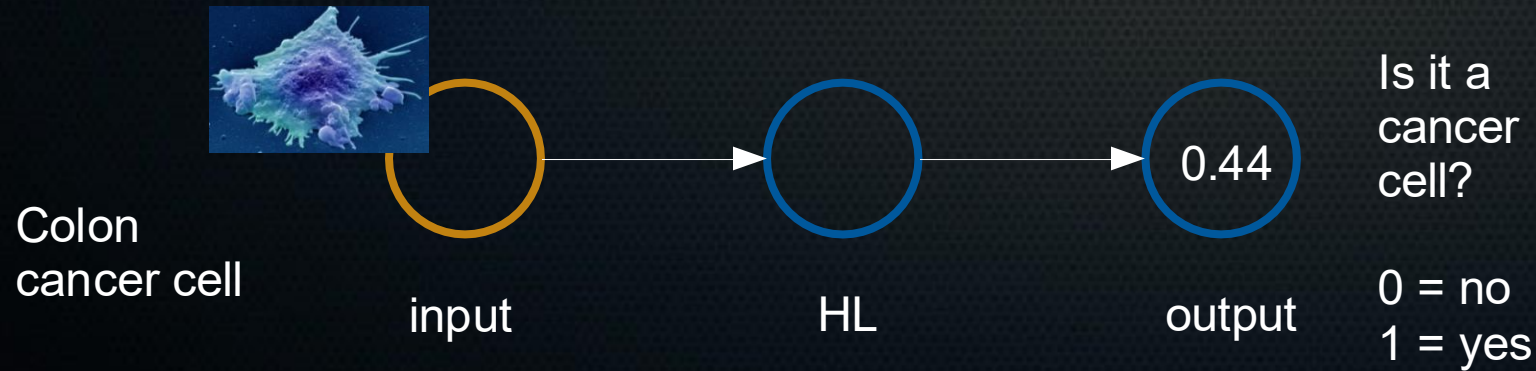 Colon
cancer cell
input
HL
0.44
output
Is it a
cancer
cell?
0 = no
1 = yes